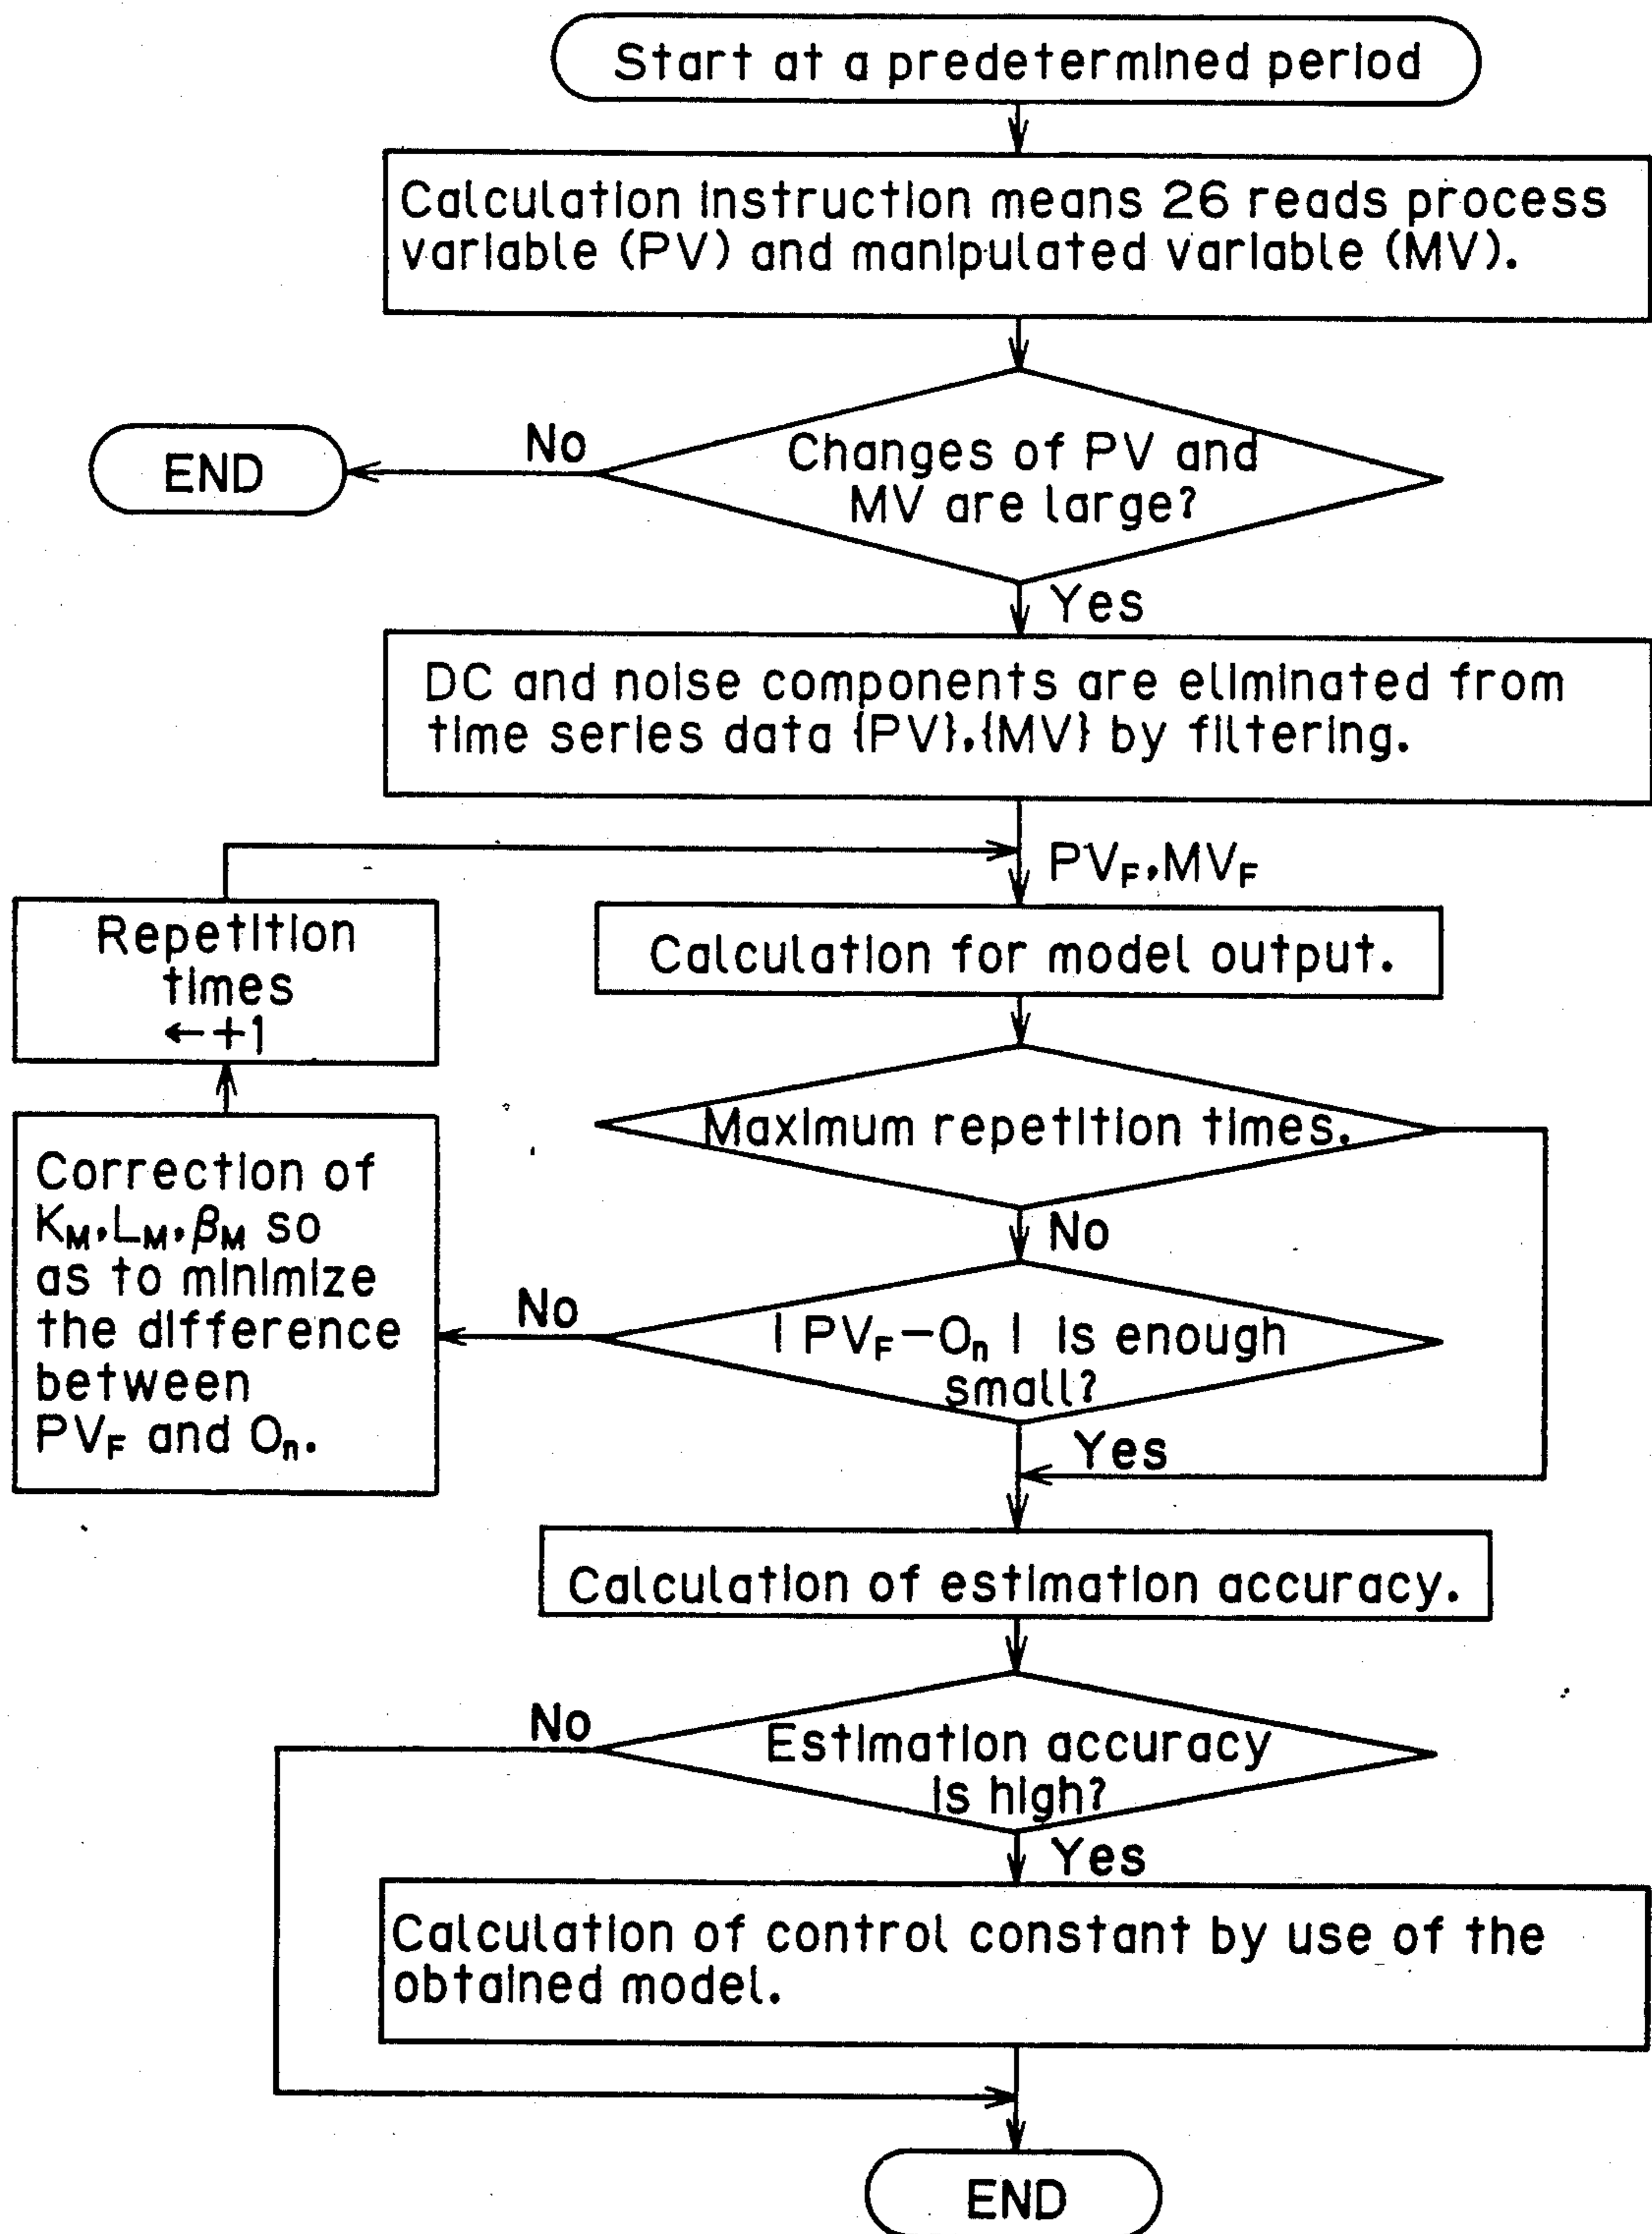 Start at a predetermined period
Calculation instruction means 26 reads process
variable (PV) and manipulated variable (MV).
Changes of PV and
MV are large?
No
END
Yes
DC and noise components are eliminated from
time series data {PV}.{MV} by filtering.
PVF.MVF
Repetition
times
←+1
Calculation for model output.
Maximum repetition times.
No
Correction of
KM.LM.βM so
as to minimize
the difference
between
PVF and On.
No
| PVF−On | is enough
small?
Yes
Calculation of estimation accuracy.
No
Estimation accuracy
is high?
Yes
Calculation of control constant by use of the
obtained model.
END